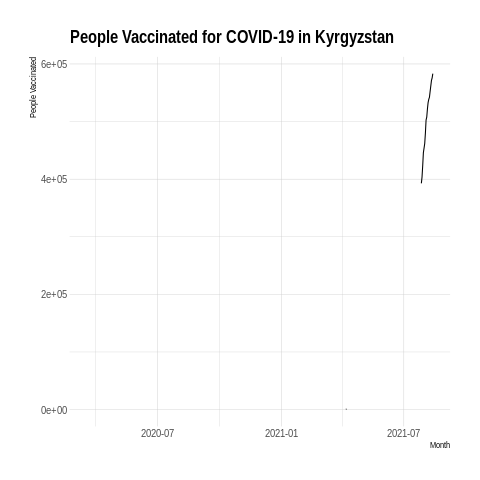 People Vaccinated for COVID-19 in Kyrgyzstan
People Vaccinated
6e+05
4e+05
2e+05
0e+00
2020-07 2021-01 2021-07
Month